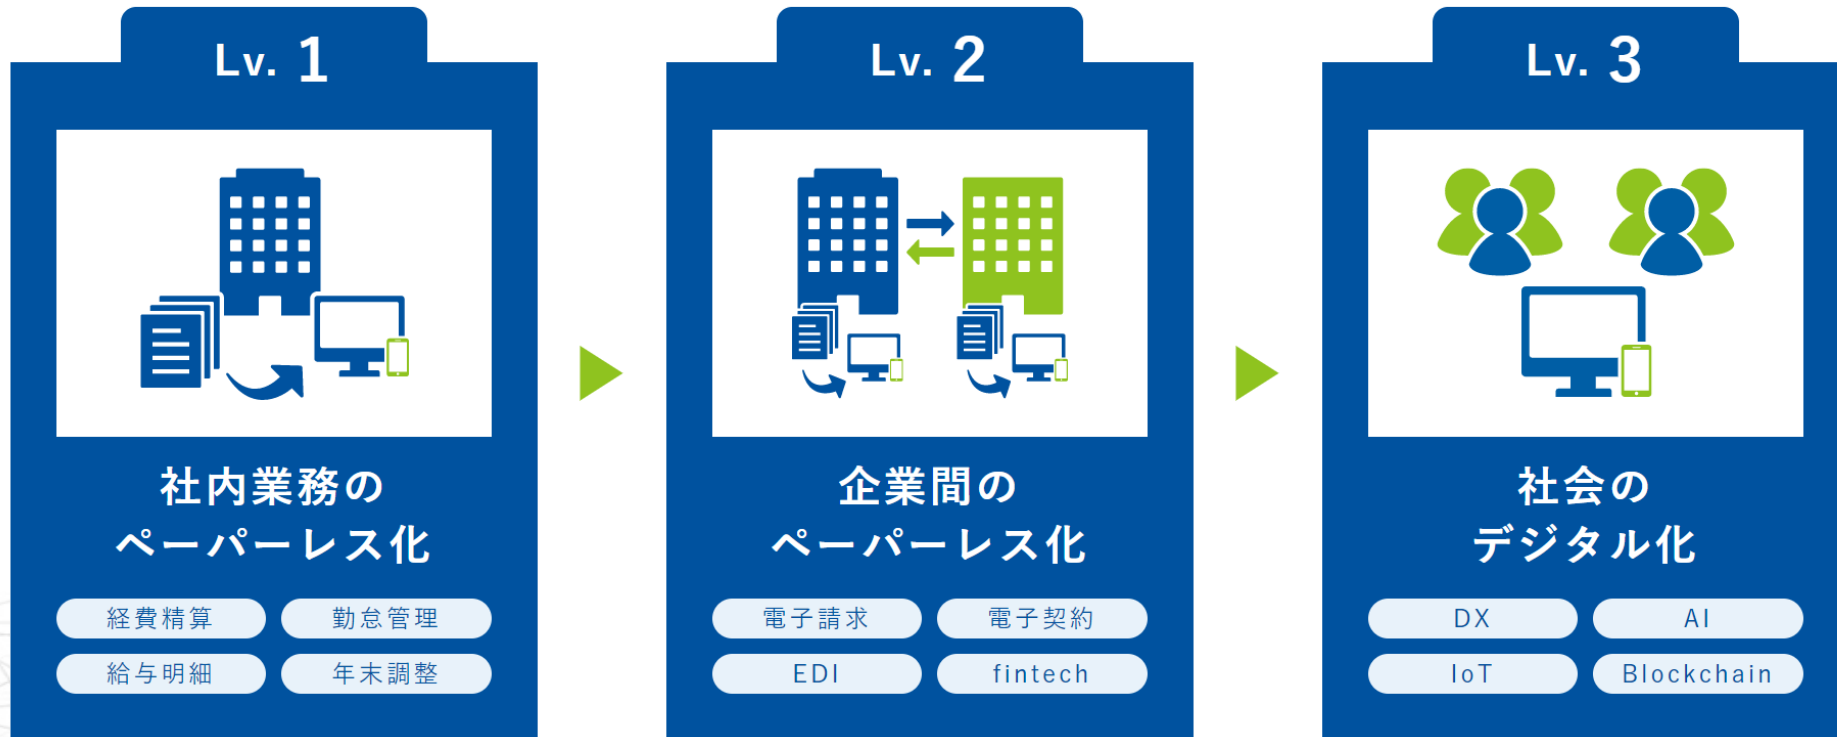 Lv. 1
社内業務の
ペーパーレス化
経費精算
勤怠管理
給与明細
年末調整
Lv. 2
企業間の
ペーパーレス化
電子請求
電子契約
EDI
fintech
Lv. 3
社会の
デジタル化
DX
AI
IoT
Blockchain